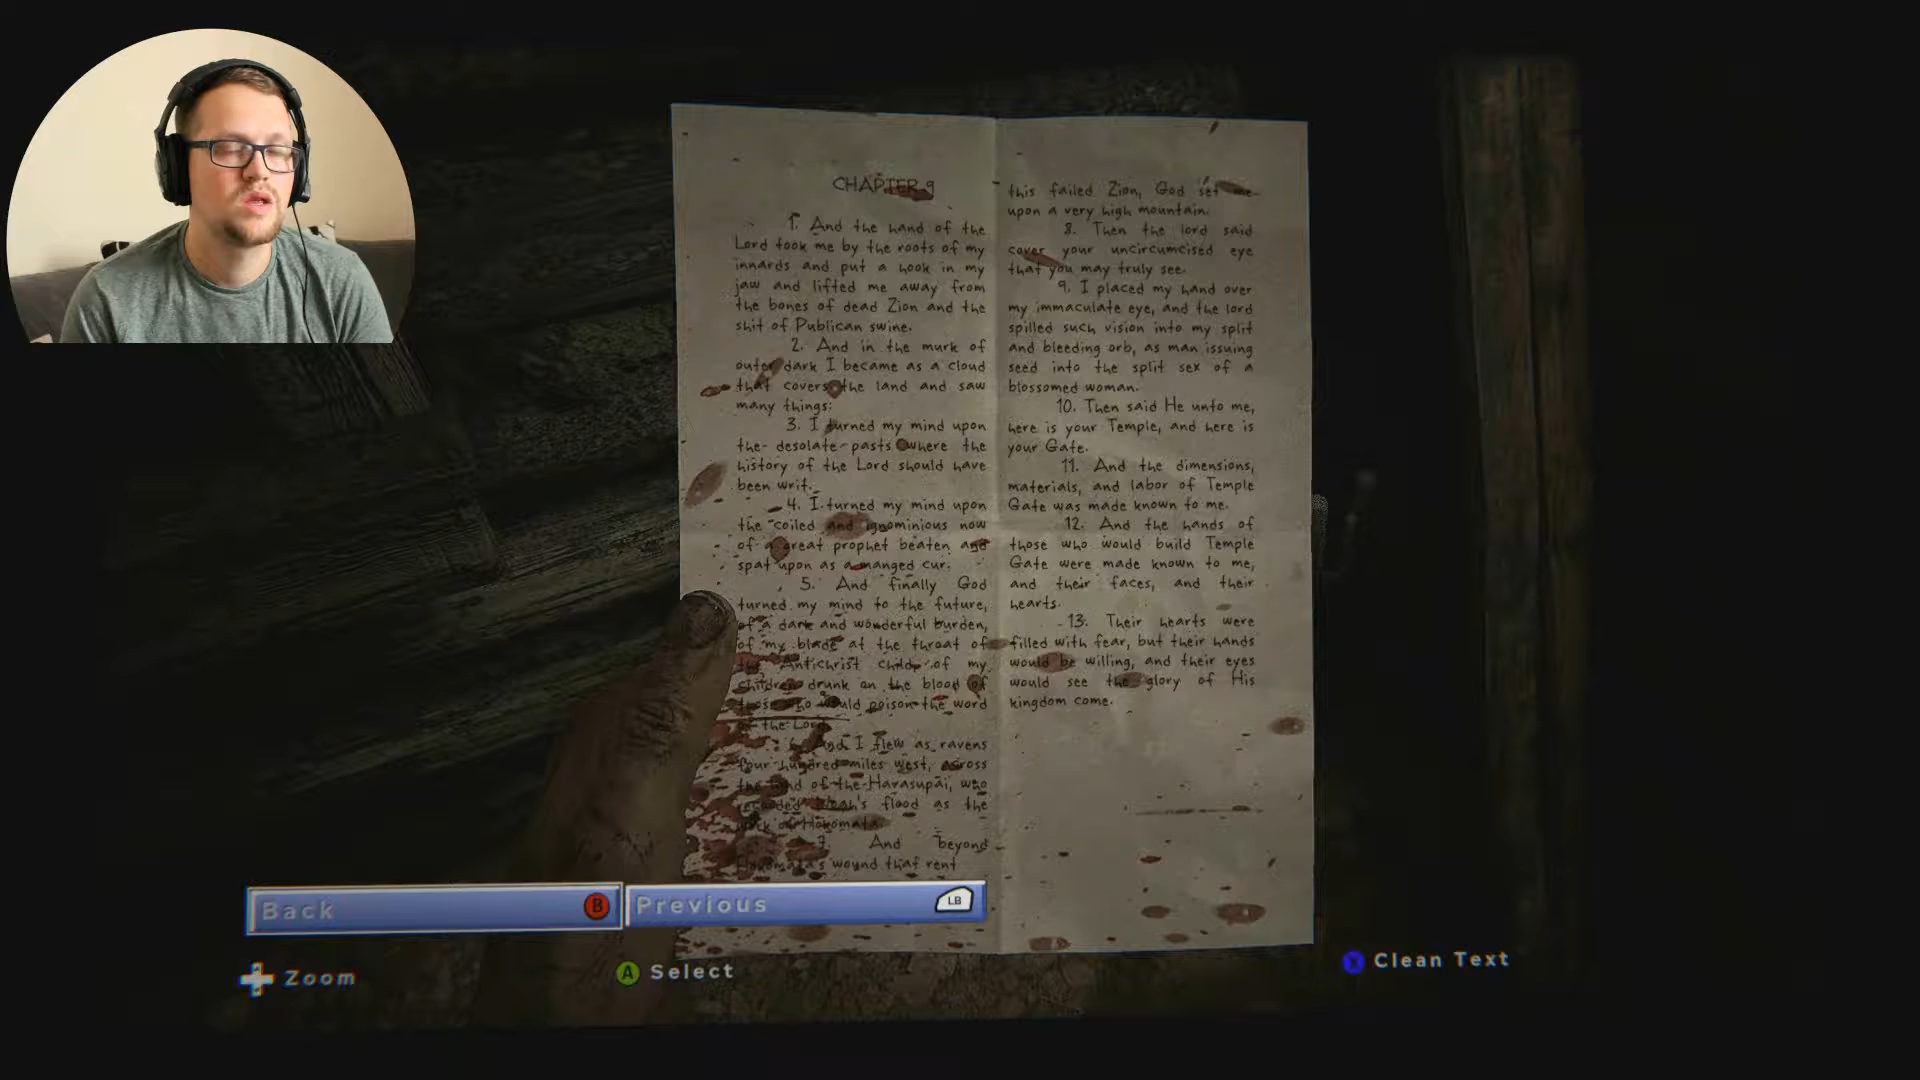 CHAPTER 9
1. And the hand of the
Lord took me by the roots of my
innards and put a hook in my
jaw and lifted me away from
the bones of dead Zion and the
shit of Publican swine.
2. And in the murk of
outer dark I became as a cloud
that covers the land and saw
many things:
3. I turned my mind upon
the desolate pasts where the
history of the Lord should have
been writ.
4. I turned my mind upon
the coiled and ignominious now
of a great prophet beaten and
spat upon as a manged cur.
5. And finally God
turned my mind to the future,
of a dark and wonderful burden,
of my blade at the throat of
the Antichrist child of my
children drunk on the blood of
those who would poison the word
of the Lord.
6. And I flew as ravens
four hundred miles west, across
the land of the Havasupai, who
recorded Noah's flood as the
work of Hokomata.
7. And beyond
Hokomata's wound that rent
this failed Zion, God set me
upon a very high mountain.
8. Then the lord said
cover your uncircumcised eye
that you may truly see.
9. I placed my hand over
my immaculate eye, and the lord
spilled such vision into my split
and bleeding orb, as man issuing
seed into the split sex of a
blossomed woman.
10. Then said He unto me,
here is your Temple, and here is
your Gate.
11. And the dimensions,
materials, and labor of Temple
Gate was made known to me.
12. And the hands of
those who would build Temple
Gate were made known to me,
and their faces, and their
hearts.
13. Their hearts were
filled with fear, but their hands
would be willing, and their eyes
would see the glory of His
kingdom come.
Back B
Previous LB
Zoom
A Select
X Clean Text